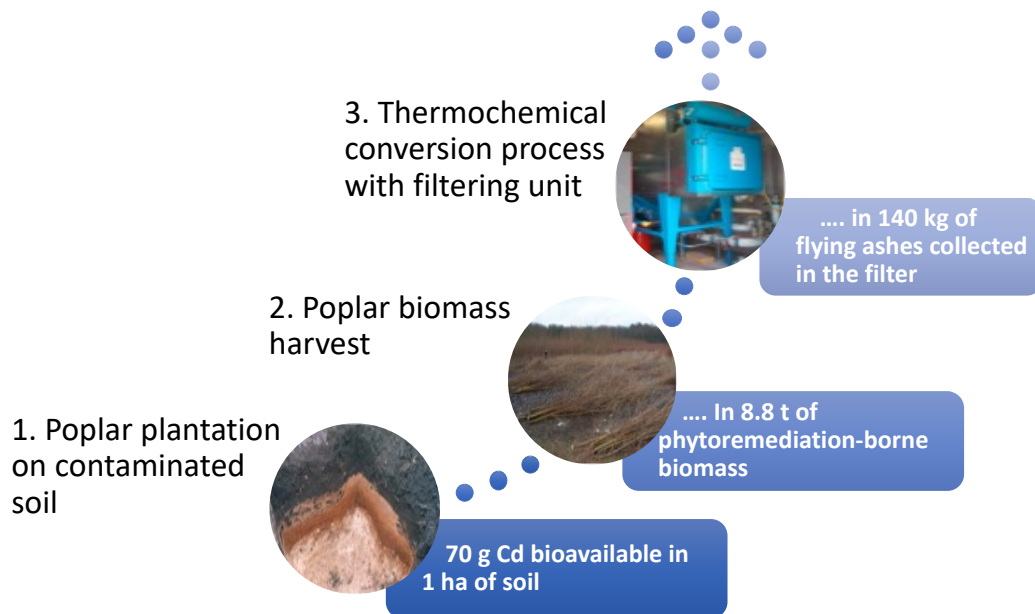 3. Thermochemical
conversion process
with filtering unit
.... in 140 kg of
flying ashes collected
in the filter
2. Poplar biomass
harvest
.... In 8.8 t of
phytoremediation-borne
biomass
1. Poplar plantation
on contaminated
soil
70 g Cd bioavailable in
1 ha of soil